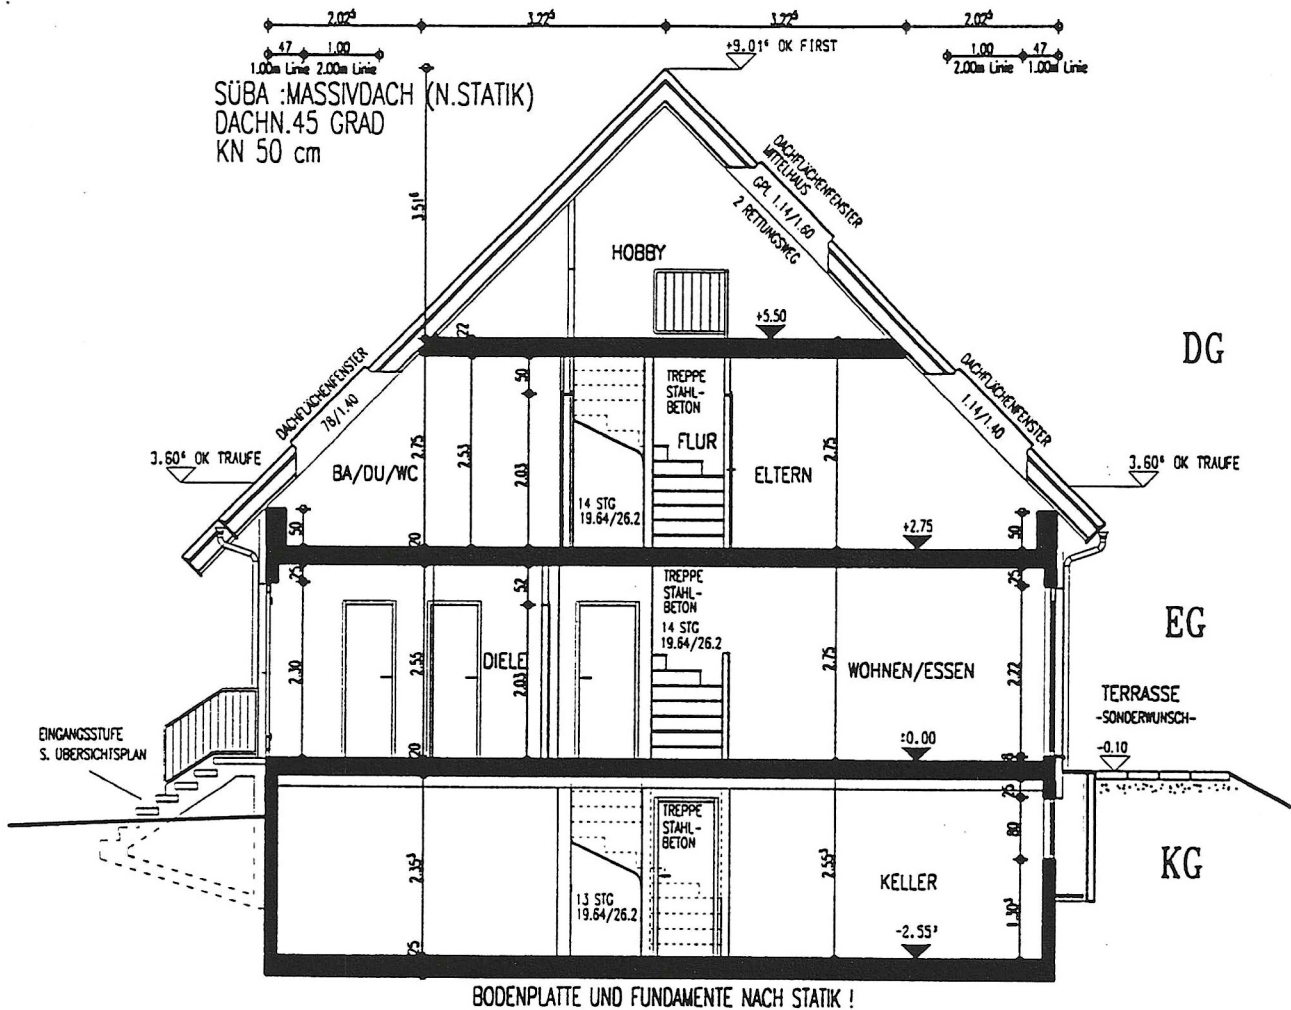 2.02⁵ 3.22⁵ 3.22⁵ 2.02⁵
47 1.00
1.00m Linie 2.00m Linie
+9.01⁶ OK FIRST
1.00 47
2.00m Linie 1.00m Linie
SÜBA :MASSIVDACH (N.STATIK)
DACHN.45 GRAD
KN 50 cm
DACHFLÄCHENFENSTER
MITTELHAUS
GPL 1.14/1.60
2 RETTUNGSWEG
3.51⁶
HOBBY
+5.50
22
DG
DACHFLÄCHENFENSTER
78/1.40
DACHFLÄCHENFENSTER
1.14/1.40
50
TREPPE
STAHL-
BETON
FLUR
3.60⁶ OK TRAUFE
BA/DU/WC
2.75
2.53
2.03
ELTERN
2.75
3.60⁶ OK TRAUFE
14 STG
19.64/26.2
50
20
+2.75
50
25
52
TREPPE
STAHL-
BETON
14 STG
19.64/26.2
25
EG
2.30
2.55
DIELE
2.03
2.75
WOHNEN/ESSEN
2.22
TERRASSE
-SONDERWUNSCH-
EINGANGSSTUFE
S. ÜBERSICHTSPLAN
20
±0.00
-0.10
25
TREPPE
STAHL-
BETON
80
2.35³
2.55³
KELLER
KG
13 STG
19.64/26.2
1.30³
-2.55³
25
BODENPLATTE UND FUNDAMENTE NACH STATIK !